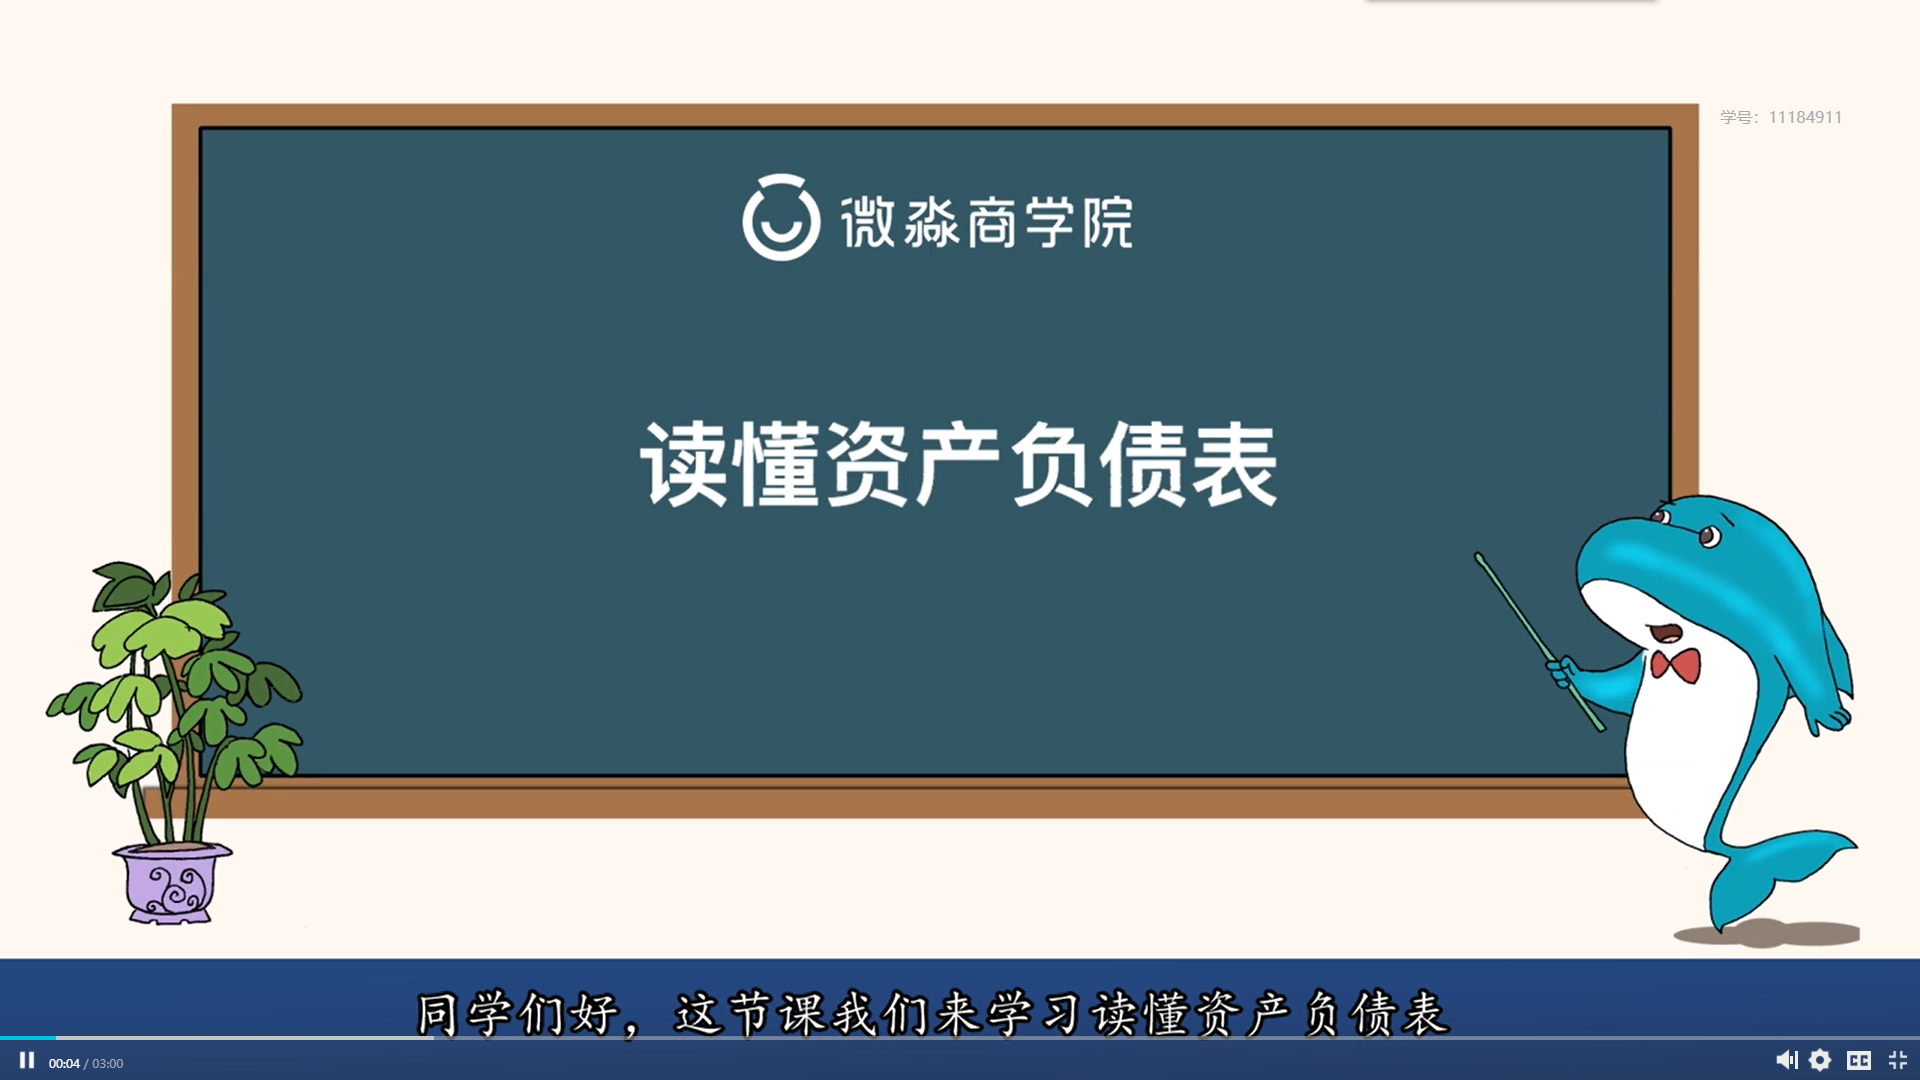 学号：11184911
微淼商学院
读懂资产负债表
同学们好，这节课我们来学习读懂资产负债表
00:04 / 03:00
CC